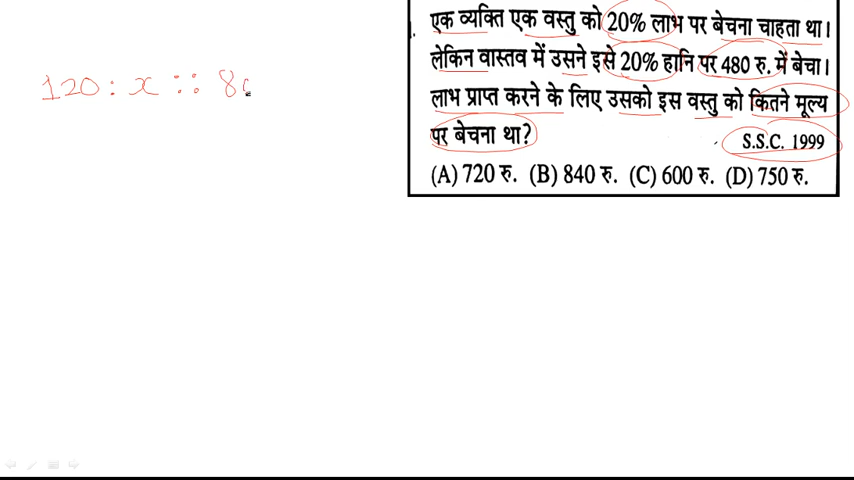 एक व्यक्ति एक वस्तु को 20% लाभ पर बेचना चाहता था।
लेकिन वास्तव में उसने इसे 20% हानि पर 480 रु. में बेचा।
लाभ प्राप्त करने के लिए उसको इस वस्तु को कितने मूल्य
पर बेचना था?
S.S.C. 1999
(A) 720 रु. (B) 840 रु. (C) 600 रु. (D) 750 रु.
120 : x :: 80